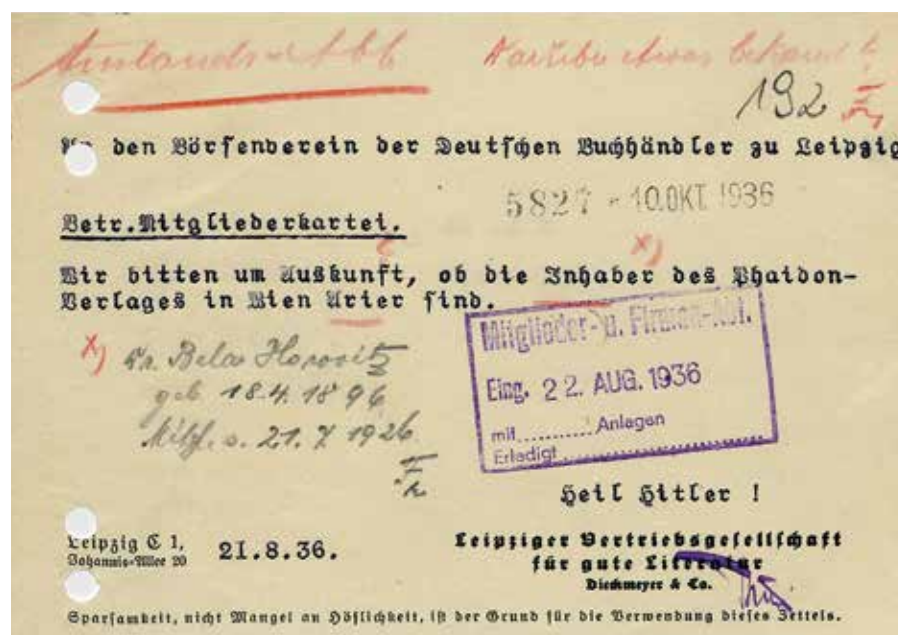 Auslands-Abt
Darüber etwas bekannt?
192 Fr
den Börsenverein der Deutschen Buchhändler zu Leipzig
5827 - 10.OKT.1936
Betr.Mitgliederkartei.
x)
Wir bitten um Auskunft, ob die Inhaber des Phaidon-
Verlages in Wien Arier sind.
Mitglieder- u. Firmen-Abt.
Eing. 22. AUG. 1936
mit.......... Anlagen
Erledigt ....................
x) Dr. Bela Horovitz
geb 18.4.1896
Mitgl. s. 21.7 1926
Fr
Heil Hitler !
Leipzig C 1,
Johannis-Allee 20
21.8.36.
Leipziger Vertriebsgesellschaft
für gute Literatur
Dieckmeyer & Co.
Sparsamkeit, nicht Mangel an Höflichkeit, ist der Grund für die Verwendung dieses Zettels.